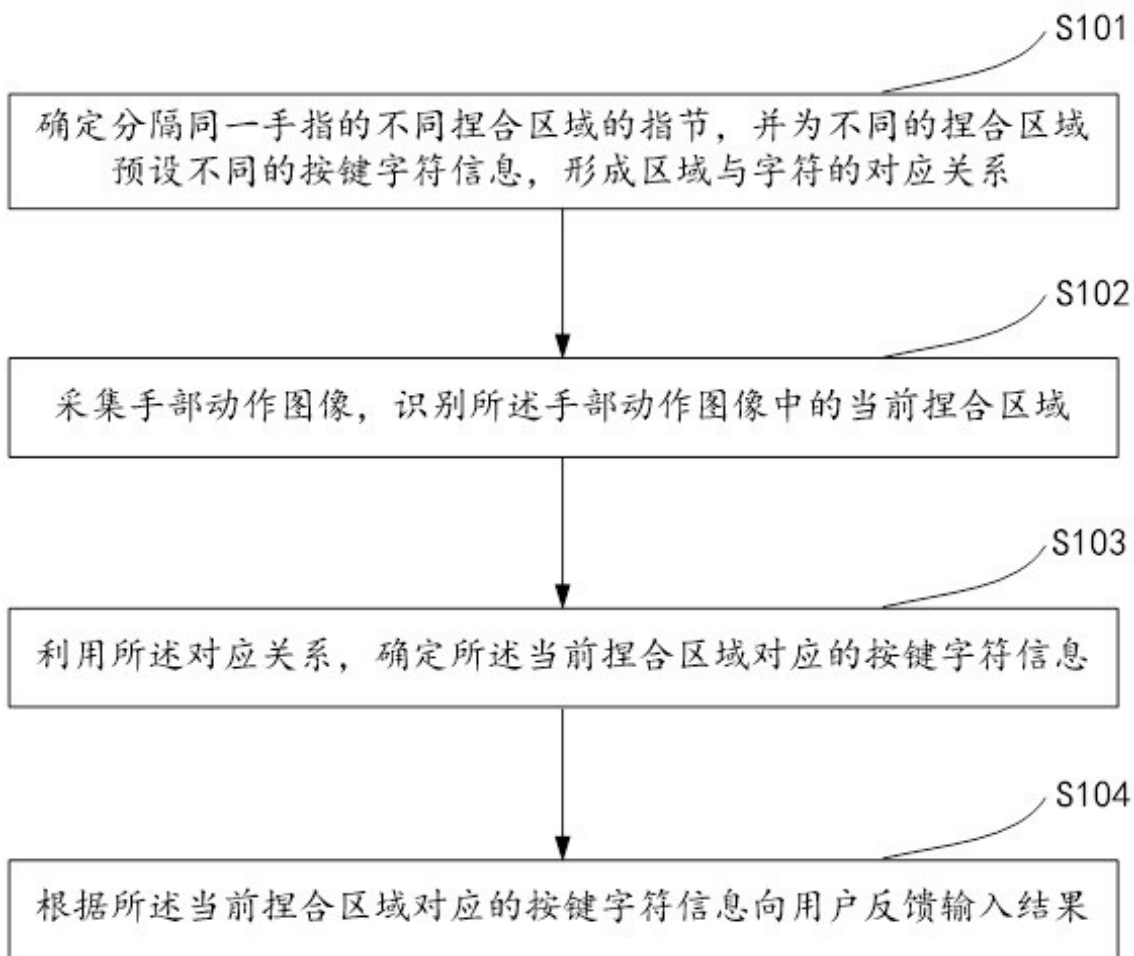 S101
确定分隔同一手指的不同捏合区域的指节，并为不同的捏合区域
预设不同的按键字符信息，形成区域与字符的对应关系
S102
采集手部动作图像，识别所述手部动作图像中的当前捏合区域
S103
利用所述对应关系，确定所述当前捏合区域对应的按键字符信息
S104
根据所述当前捏合区域对应的按键字符信息向用户反馈输入结果